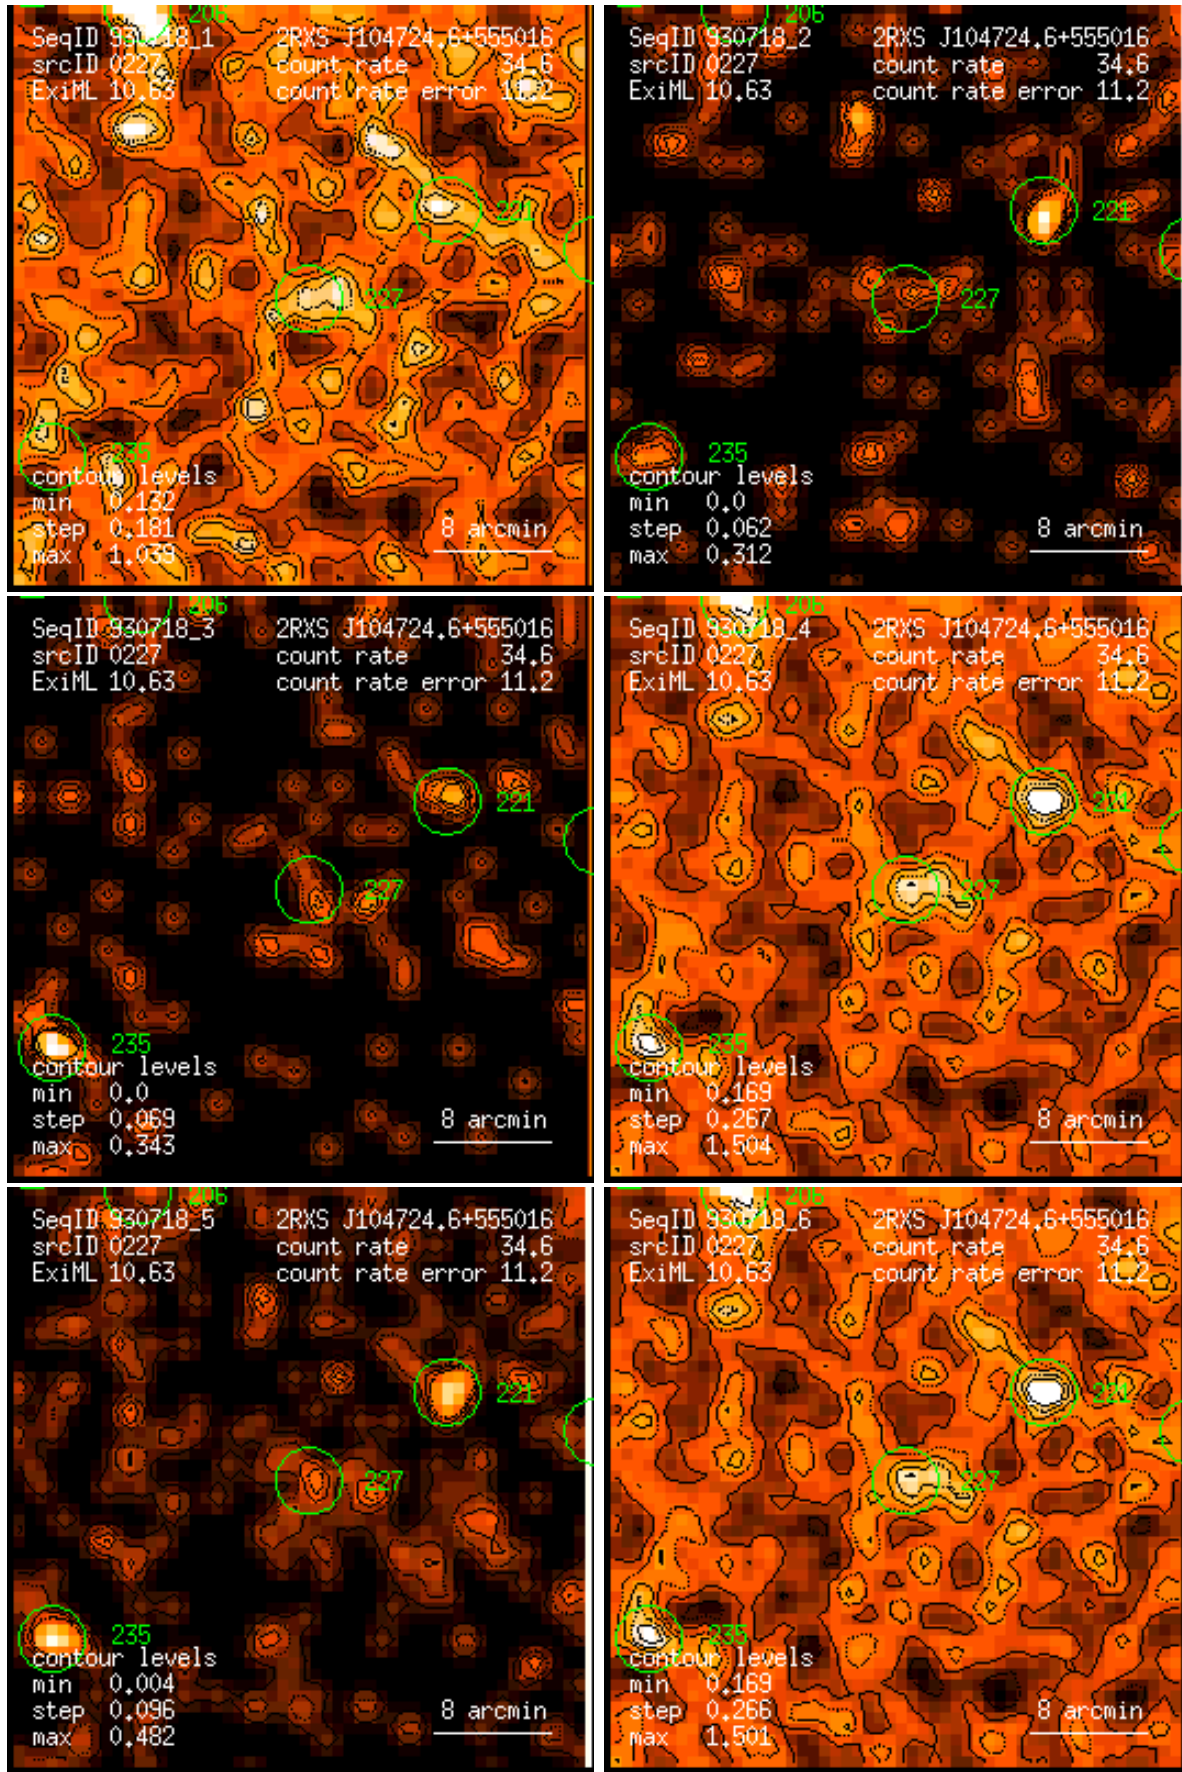 206
SeqID 930718_1 2RXS J104724.6+555016
srcID 0227 count rate 34.6
ExiML 10.63 count rate error 11.2
221
227
235
contour levels
min 0.132
step 0.181 8 arcmin
max 1.039
206
SeqID 930718_2 2RXS J104724.6+555016
srcID 0227 count rate 34.6
ExiML 10.63 count rate error 11.2
221
227
235
contour levels
min 0.0
step 0.062 8 arcmin
max 0.312
206
SeqID 930718_3 2RXS J104724.6+555016
srcID 0227 count rate 34.6
ExiML 10.63 count rate error 11.2
221
227
235
contour levels
min 0.0
step 0.069 8 arcmin
max 0.343
206
SeqID 930718_4 2RXS J104724.6+555016
srcID 0227 count rate 34.6
ExiML 10.63 count rate error 11.2
221
227
235
contour levels
min 0.169
step 0.267 8 arcmin
max 1.504
206
SeqID 930718_5 2RXS J104724.6+555016
srcID 0227 count rate 34.6
ExiML 10.63 count rate error 11.2
221
227
235
contour levels
min 0.004
step 0.096 8 arcmin
max 0.482
206
SeqID 930718_6 2RXS J104724.6+555016
srcID 0227 count rate 34.6
ExiML 10.63 count rate error 11.2
221
227
235
contour levels
min 0.169
step 0.266 8 arcmin
max 1.501